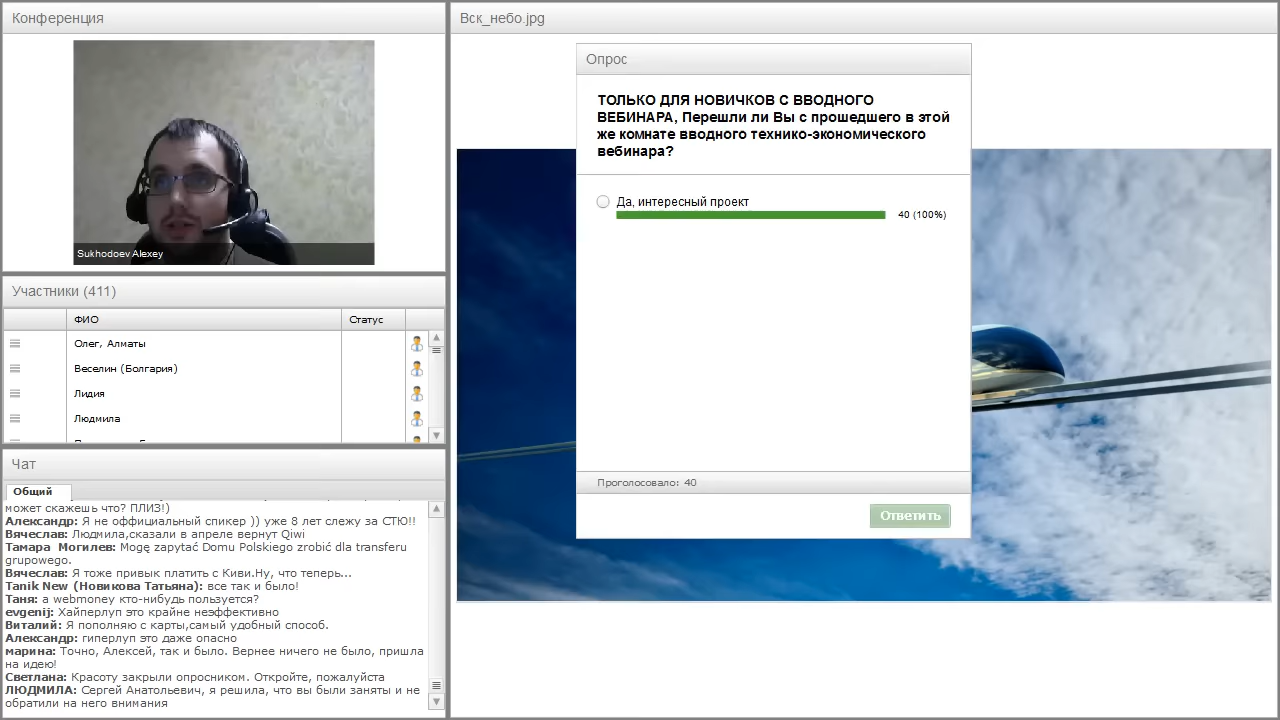 Конференция
Sukhodoev Alexey
Участники (411)
ФИО
Статус
Олег, Алматы
Веселин (Болгария)
Лидия
Людмила
Чат
Общий
может скажешь что? ПЛИЗ!)
Александр: Я не оффициальный спикер )) уже 8 лет слежу за СТЮ!!
Вячеслав: Людмила,сказали в апреле вернут Qiwi
Тамара Могилев: Mogę zapytać Domu Polskiego zrobić dla transferu
grupowego.
Вячеслав: Я тоже привык платить с Киви.Ну, что теперь...
Tanik New (Новикова Татьяна): все так и было!
Таня: а webmoney кто-нибудь пользуется?
evgenij: Хайперлуп это крайне неэффективно
Виталий: Я пополняю с карты,самый удобный способ.
Александр: гиперлуп это даже опасно
марина: Точно, Алексей, так и было. Вернее ничего не было, пришла
на идею!
Светлана: Красоту закрыли опросником. Откройте, пожалуйста
ЛЮДМИЛА: Сергей Анатольевич, я решила, что вы были заняты и не
обратили на него внимания
Вск_небо.jpg
Опрос
ТОЛЬКО ДЛЯ НОВИЧКОВ С ВВОДНОГО
ВЕБИНАРА, Перешли ли Вы с прошедшего в этой
же комнате вводного технико-экономического
вебинара?
Да, интересный проект
40 (100%)
Проголосовало: 40
Ответить